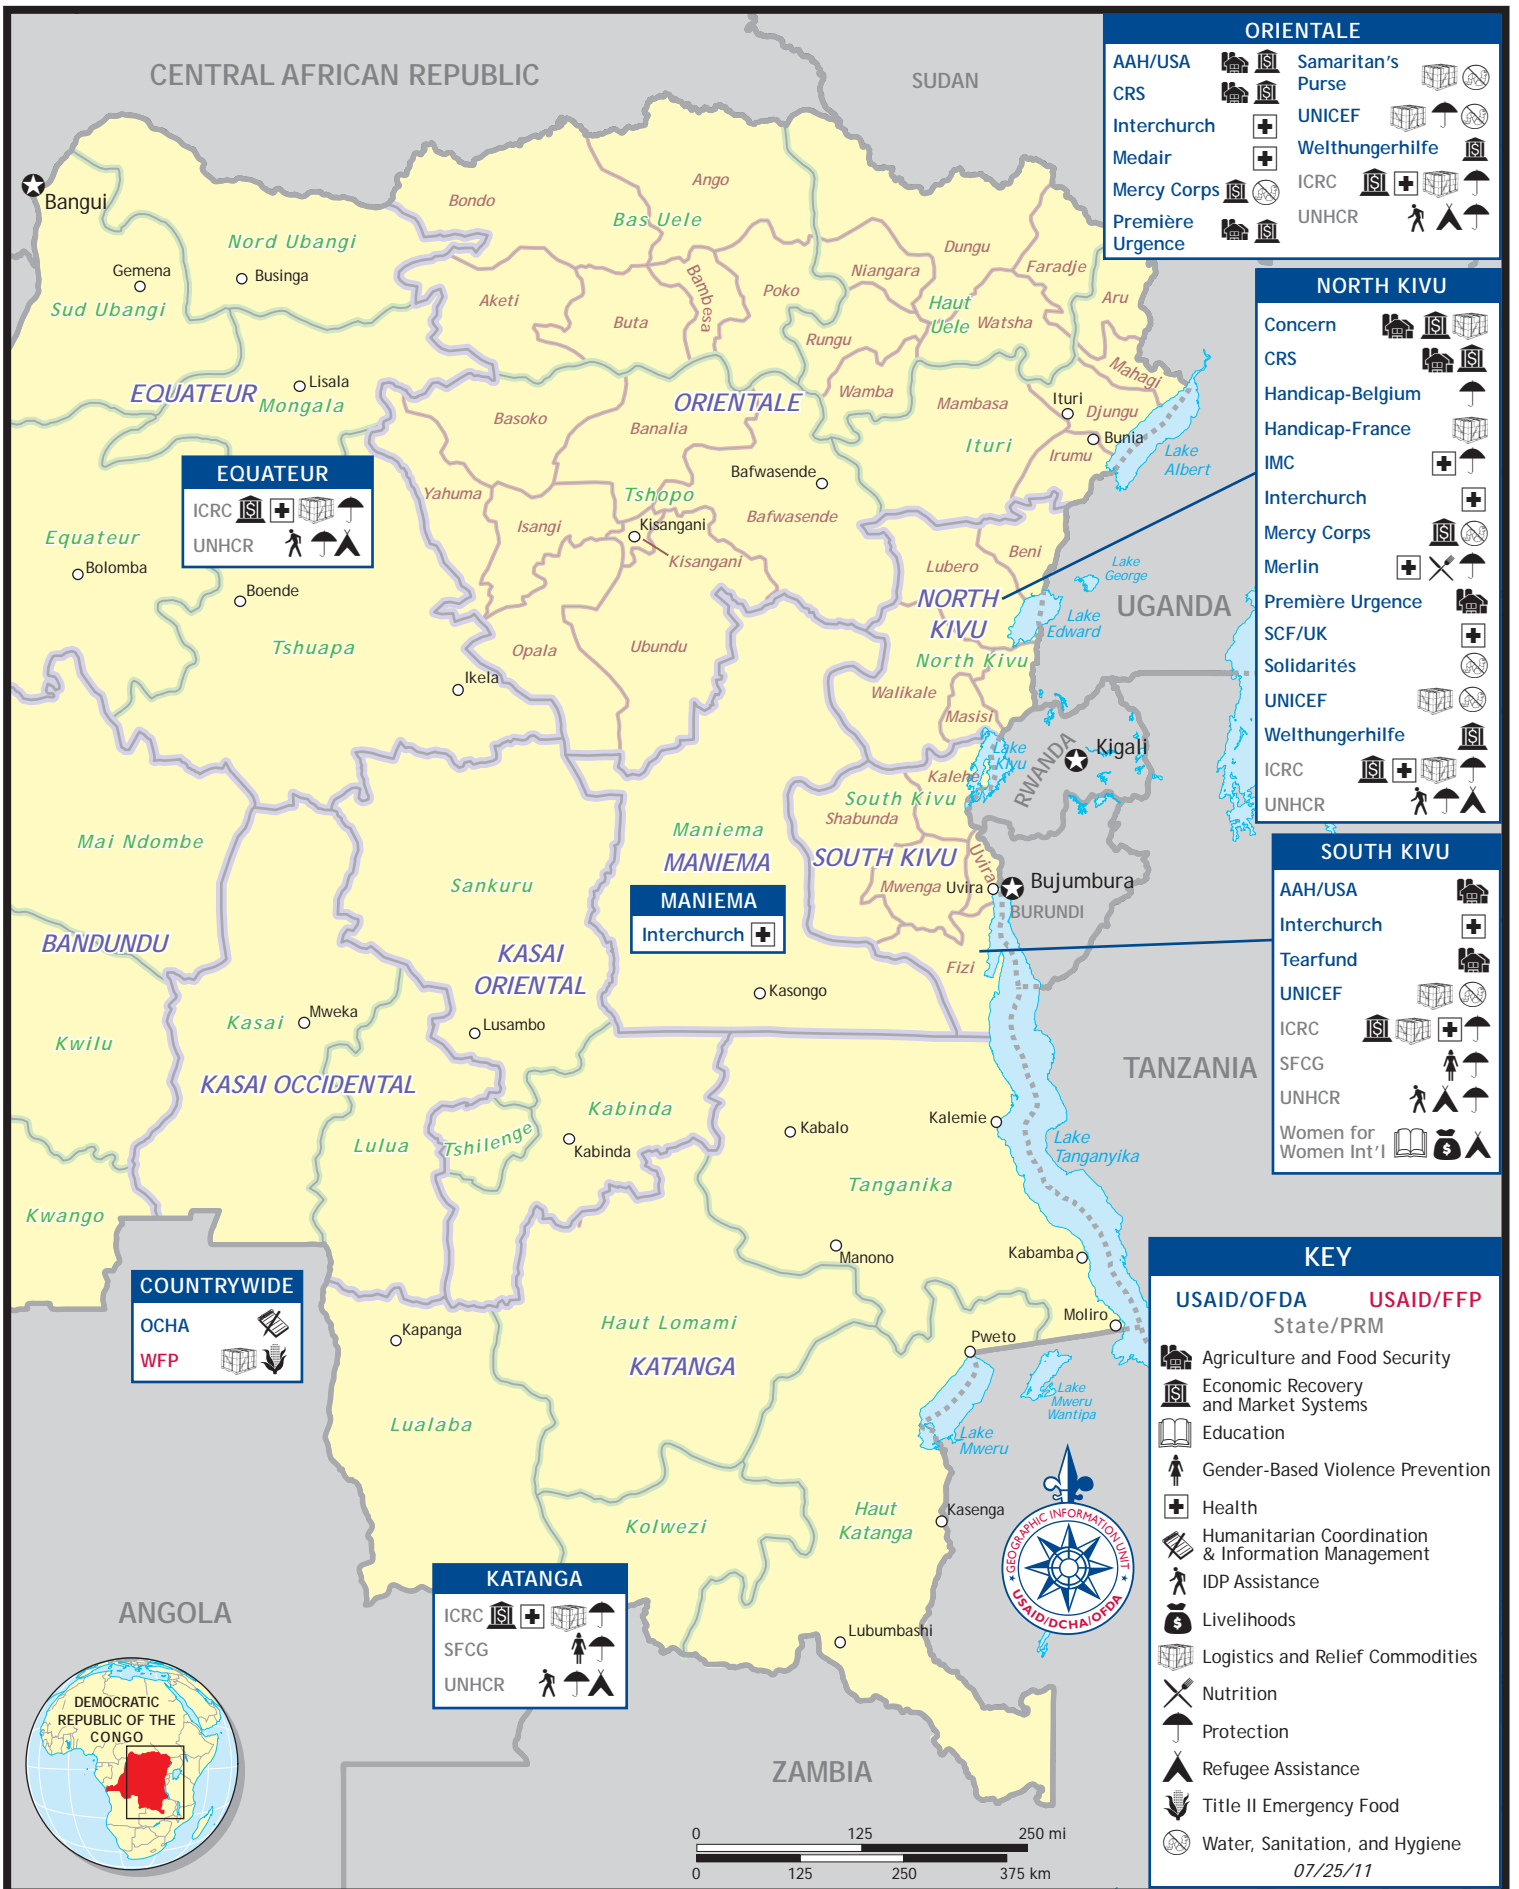 CENTRAL AFRICAN REPUBLIC
SUDAN
Bangui
Bondo
Ango
Bas Uele
Nord Ubangi
Gemena
Businga
Sud Ubangi
Dungu
Niangara
Faradje
Aketi
Bambesa
Poko
Haut
Uele
Watsha
Aru
Buta
Rungu
Mahagi
EQUATEUR
Lisala
Mongala
ORIENTALE
Wamba
Mambasa
Ituri
Djungu
Basoko
Banalia
Bunia
Ituri
Irumu
Lake
Albert
Bafwasende
Yahuma
Tshopo
Isangi
Kisangani
Bafwasende
Kisangani
Equateur
Bolomba
Boende
Beni
Lubero
Lake
George
NORTH
KIVU
UGANDA
Lake
Edward
Tshuapa
Opala
Ubundu
North Kivu
Ikela
Walikale
Masisi
Lake
Kivu
RWANDA
Kigali
Kalehe
South Kivu
Shabunda
Mai Ndombe
Maniema
MANIEMA
SOUTH KIVU
Uvira
Sankuru
Mwenga
Uvira
Bujumbura
BURUNDI
BANDUNDU
KASAI
ORIENTAL
Fizi
Kasongo
Kasai
Mweka
Lusambo
Kwilu
TANZANIA
KASAI OCCIDENTAL
Kabinda
Kabalo
Kalemie
Lulua
Tshilenge
Kabinda
Lake
Tanganyika
Tanganika
Kwango
Manono
Kabamba
Haut Lomami
Moliro
Kapanga
Pweto
KATANGA
Lake
Mweru
Wantipa
Lualaba
Lake
Mweru
Kolwezi
Haut
Katanga
Kasenga
ANGOLA
Lubumbashi
ZAMBIA
DEMOCRATIC
REPUBLIC OF THE
CONGO
0 125 250 mi
0 125 250 375 km
GEOGRAPHIC INFORMATION UNIT
USAID/DCHA/OFDA
ORIENTALE
AAH/USA
CRS
Interchurch
Medair
Mercy Corps
Première
Urgence
Samaritan's
Purse
UNICEF
Welthungerhilfe
ICRC
UNHCR
NORTH KIVU
Concern
CRS
Handicap-Belgium
Handicap-France
IMC
Interchurch
Mercy Corps
Merlin
Première Urgence
SCF/UK
Solidarités
UNICEF
Welthungerhilfe
ICRC
UNHCR
SOUTH KIVU
AAH/USA
Interchurch
Tearfund
UNICEF
ICRC
SFCG
UNHCR
Women for
Women Int'l
EQUATEUR
ICRC
UNHCR
MANIEMA
Interchurch
COUNTRYWIDE
OCHA
WFP
KATANGA
ICRC
SFCG
UNHCR
KEY
USAID/OFDA USAID/FFP
State/PRM
Agriculture and Food Security
Economic Recovery
and Market Systems
Education
Gender-Based Violence Prevention
Health
Humanitarian Coordination
& Information Management
IDP Assistance
Livelihoods
Logistics and Relief Commodities
Nutrition
Protection
Refugee Assistance
Title II Emergency Food
Water, Sanitation, and Hygiene
07/25/11